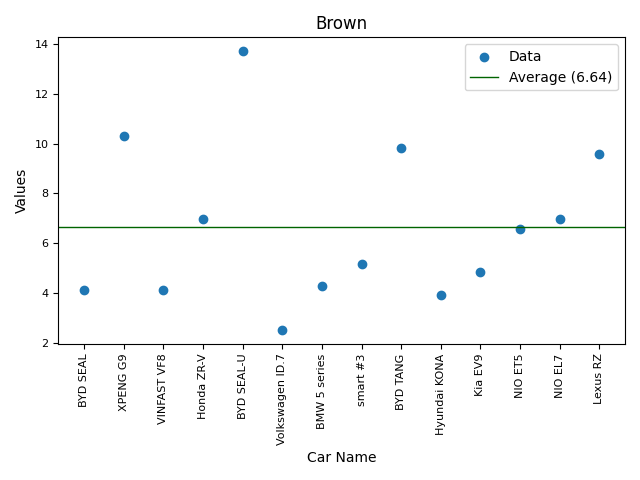 Brown
Data
Average (6.64)
Values
14
12
10
8
6
4
2
BYD SEAL
XPENG G9
VINFAST VF8
Honda ZR-V
BYD SEAL-U
Volkswagen ID.7
BMW 5 series
smart #3
BYD TANG
Hyundai KONA
Kia EV9
NIO ET5
NIO EL7
Lexus RZ
Car Name